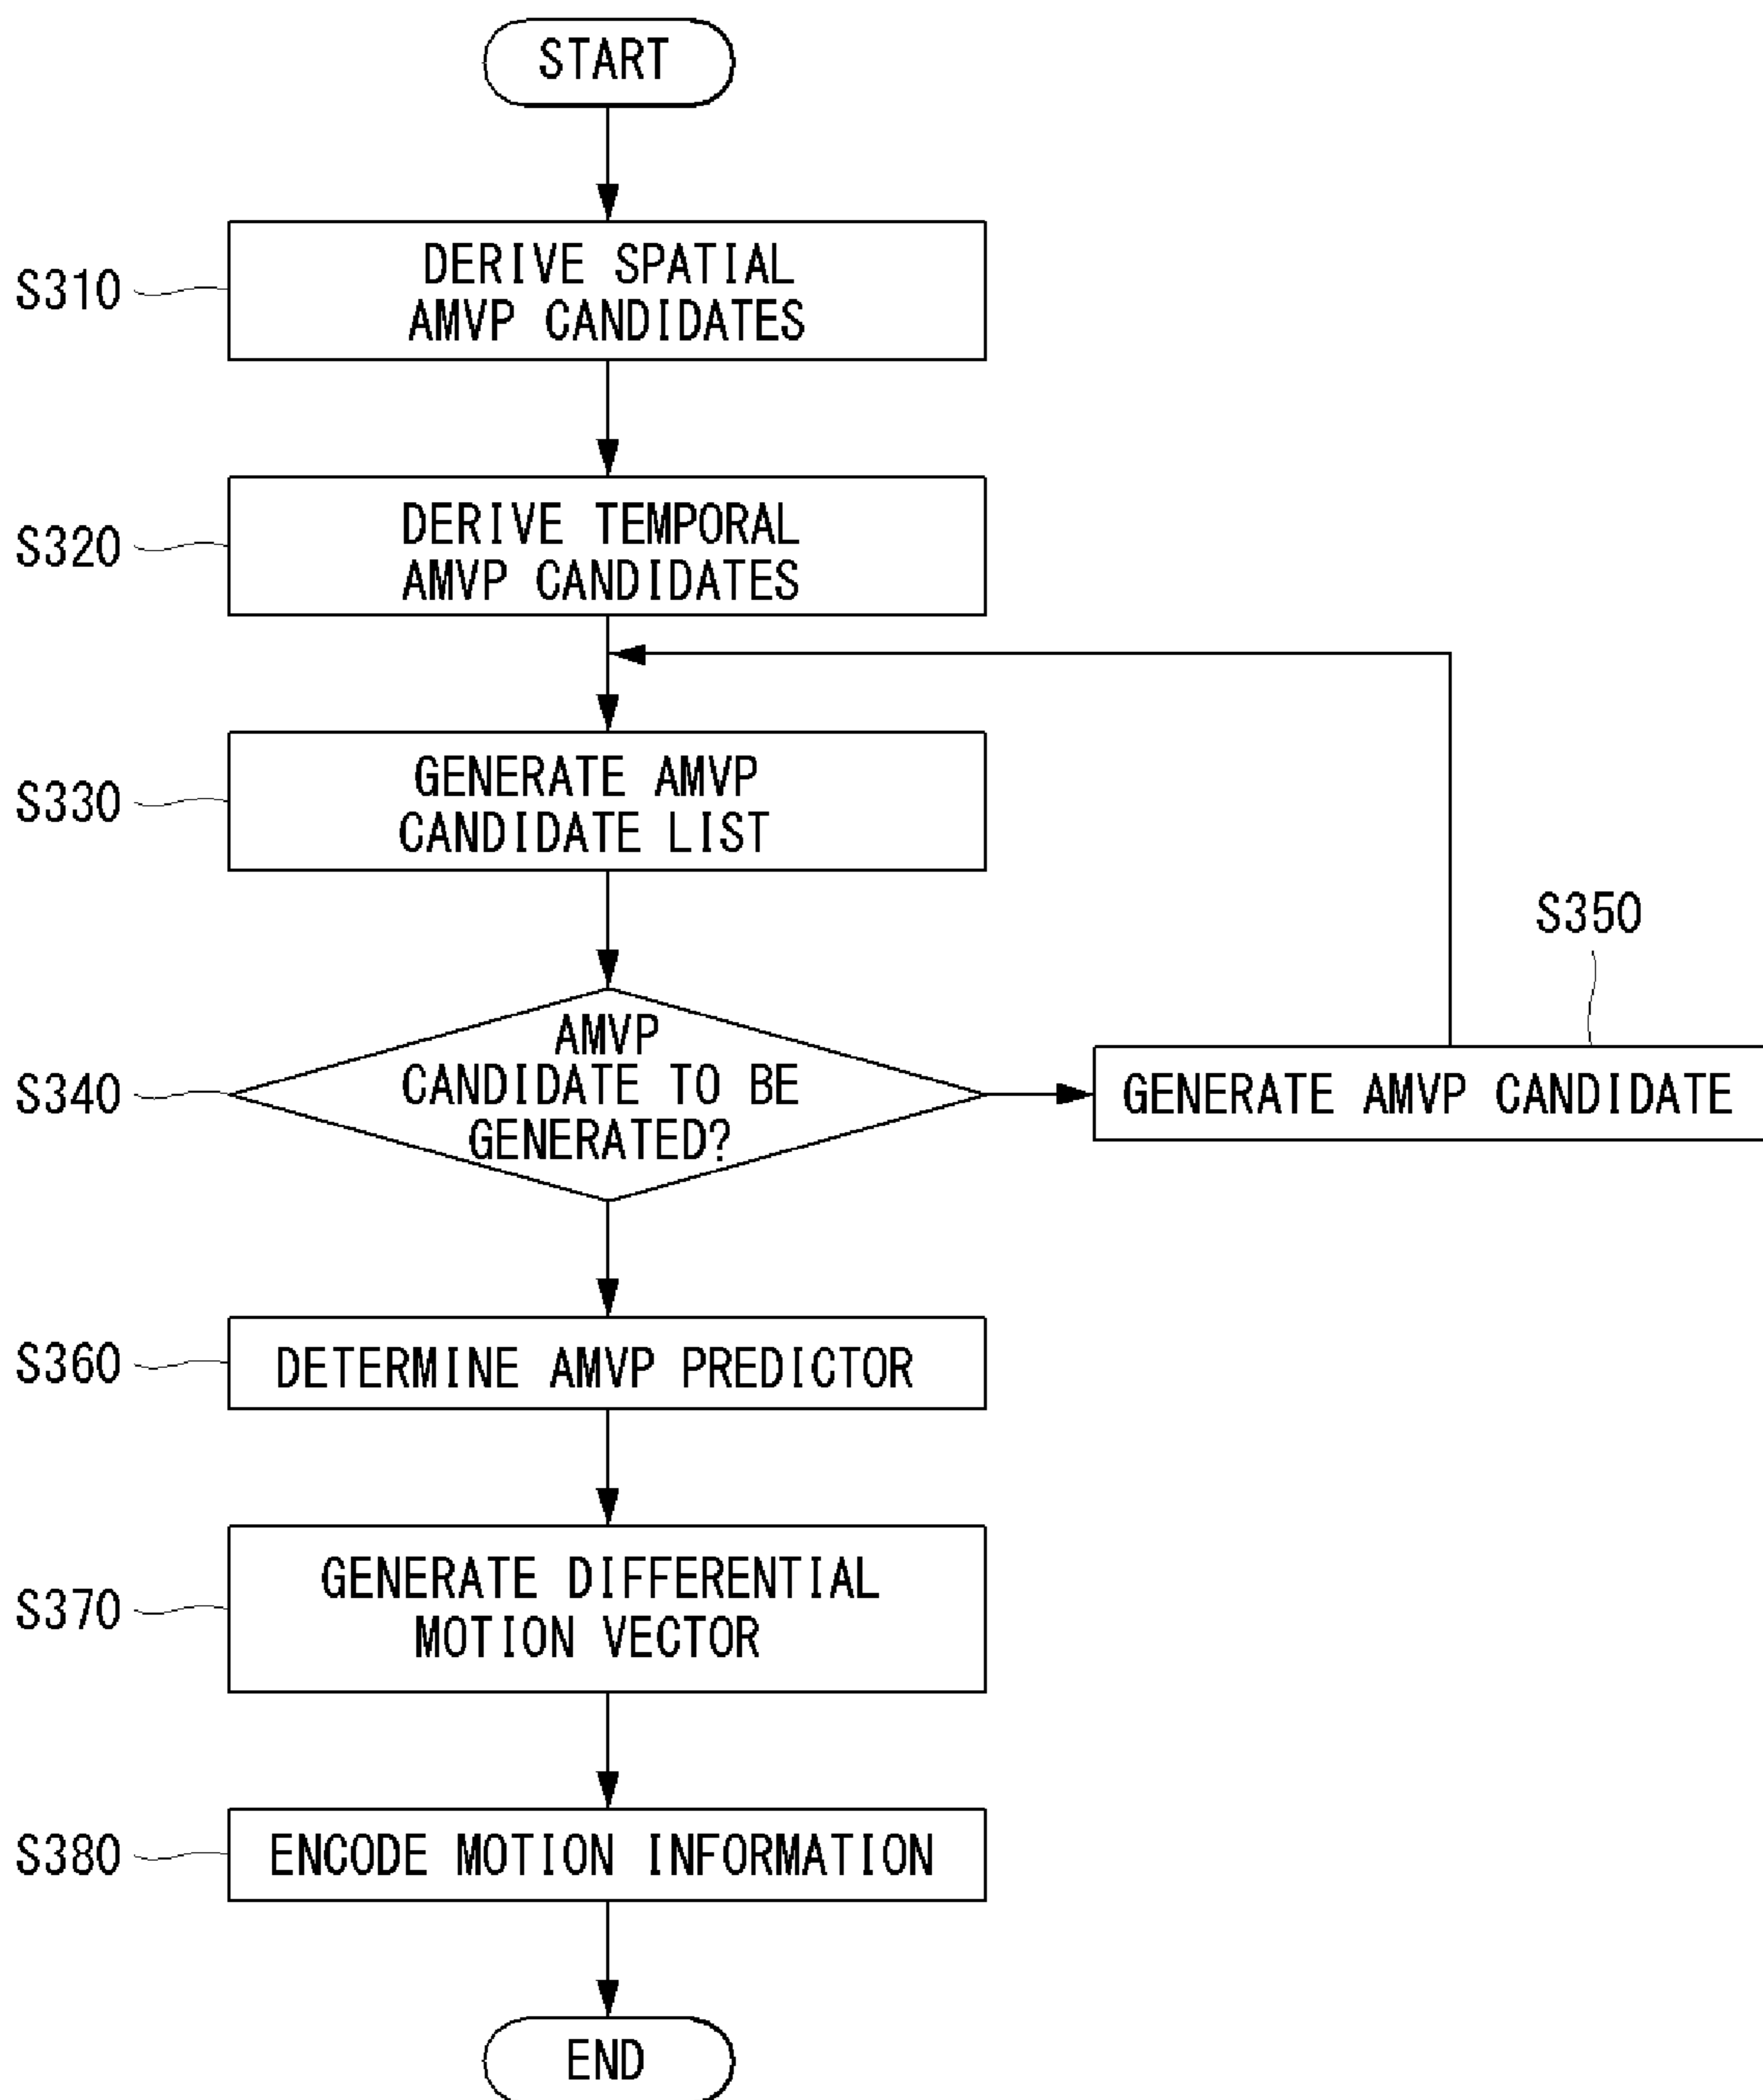 START
S310
DERIVE SPATIAL
AMVP CANDIDATES
S320
DERIVE TEMPORAL
AMVP CANDIDATES
S330
GENERATE AMVP
CANDIDATE LIST
S340
AMVP
CANDIDATE TO BE
GENERATED?
S350
GENERATE AMVP CANDIDATE
S360
DETERMINE AMVP PREDICTOR
S370
GENERATE DIFFERENTIAL
MOTION VECTOR
S380
ENCODE MOTION INFORMATION
END